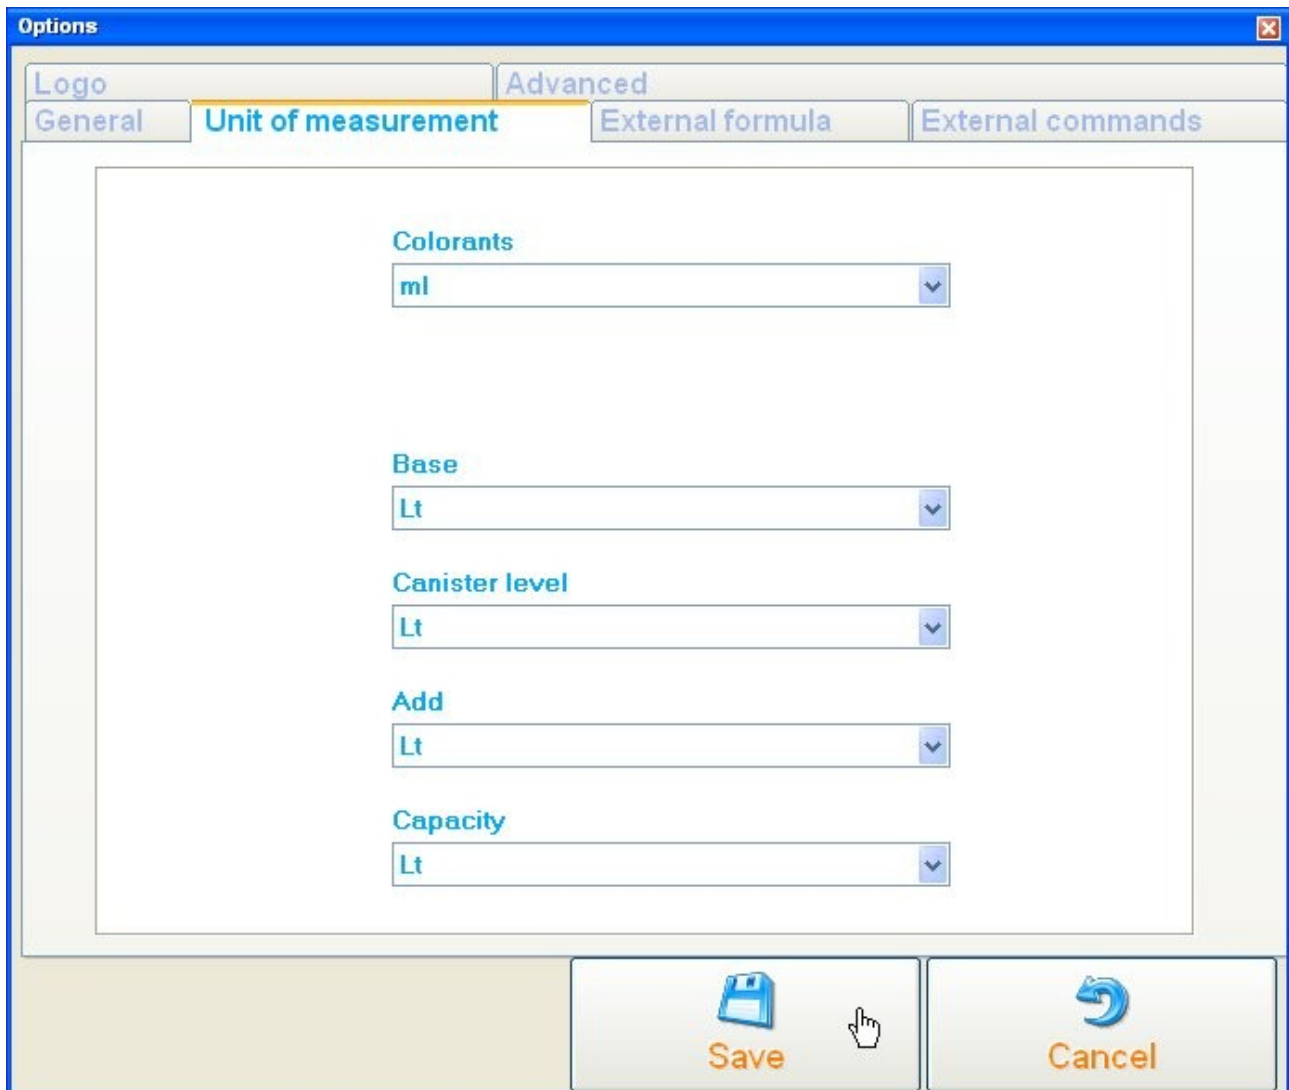 Options
Logo
Advanced
General
Unit of measurement
External formula
External commands
Colorants
ml
Base
Lt
Canister level
Lt
Add
Lt
Capacity
Lt
Save
Cancel